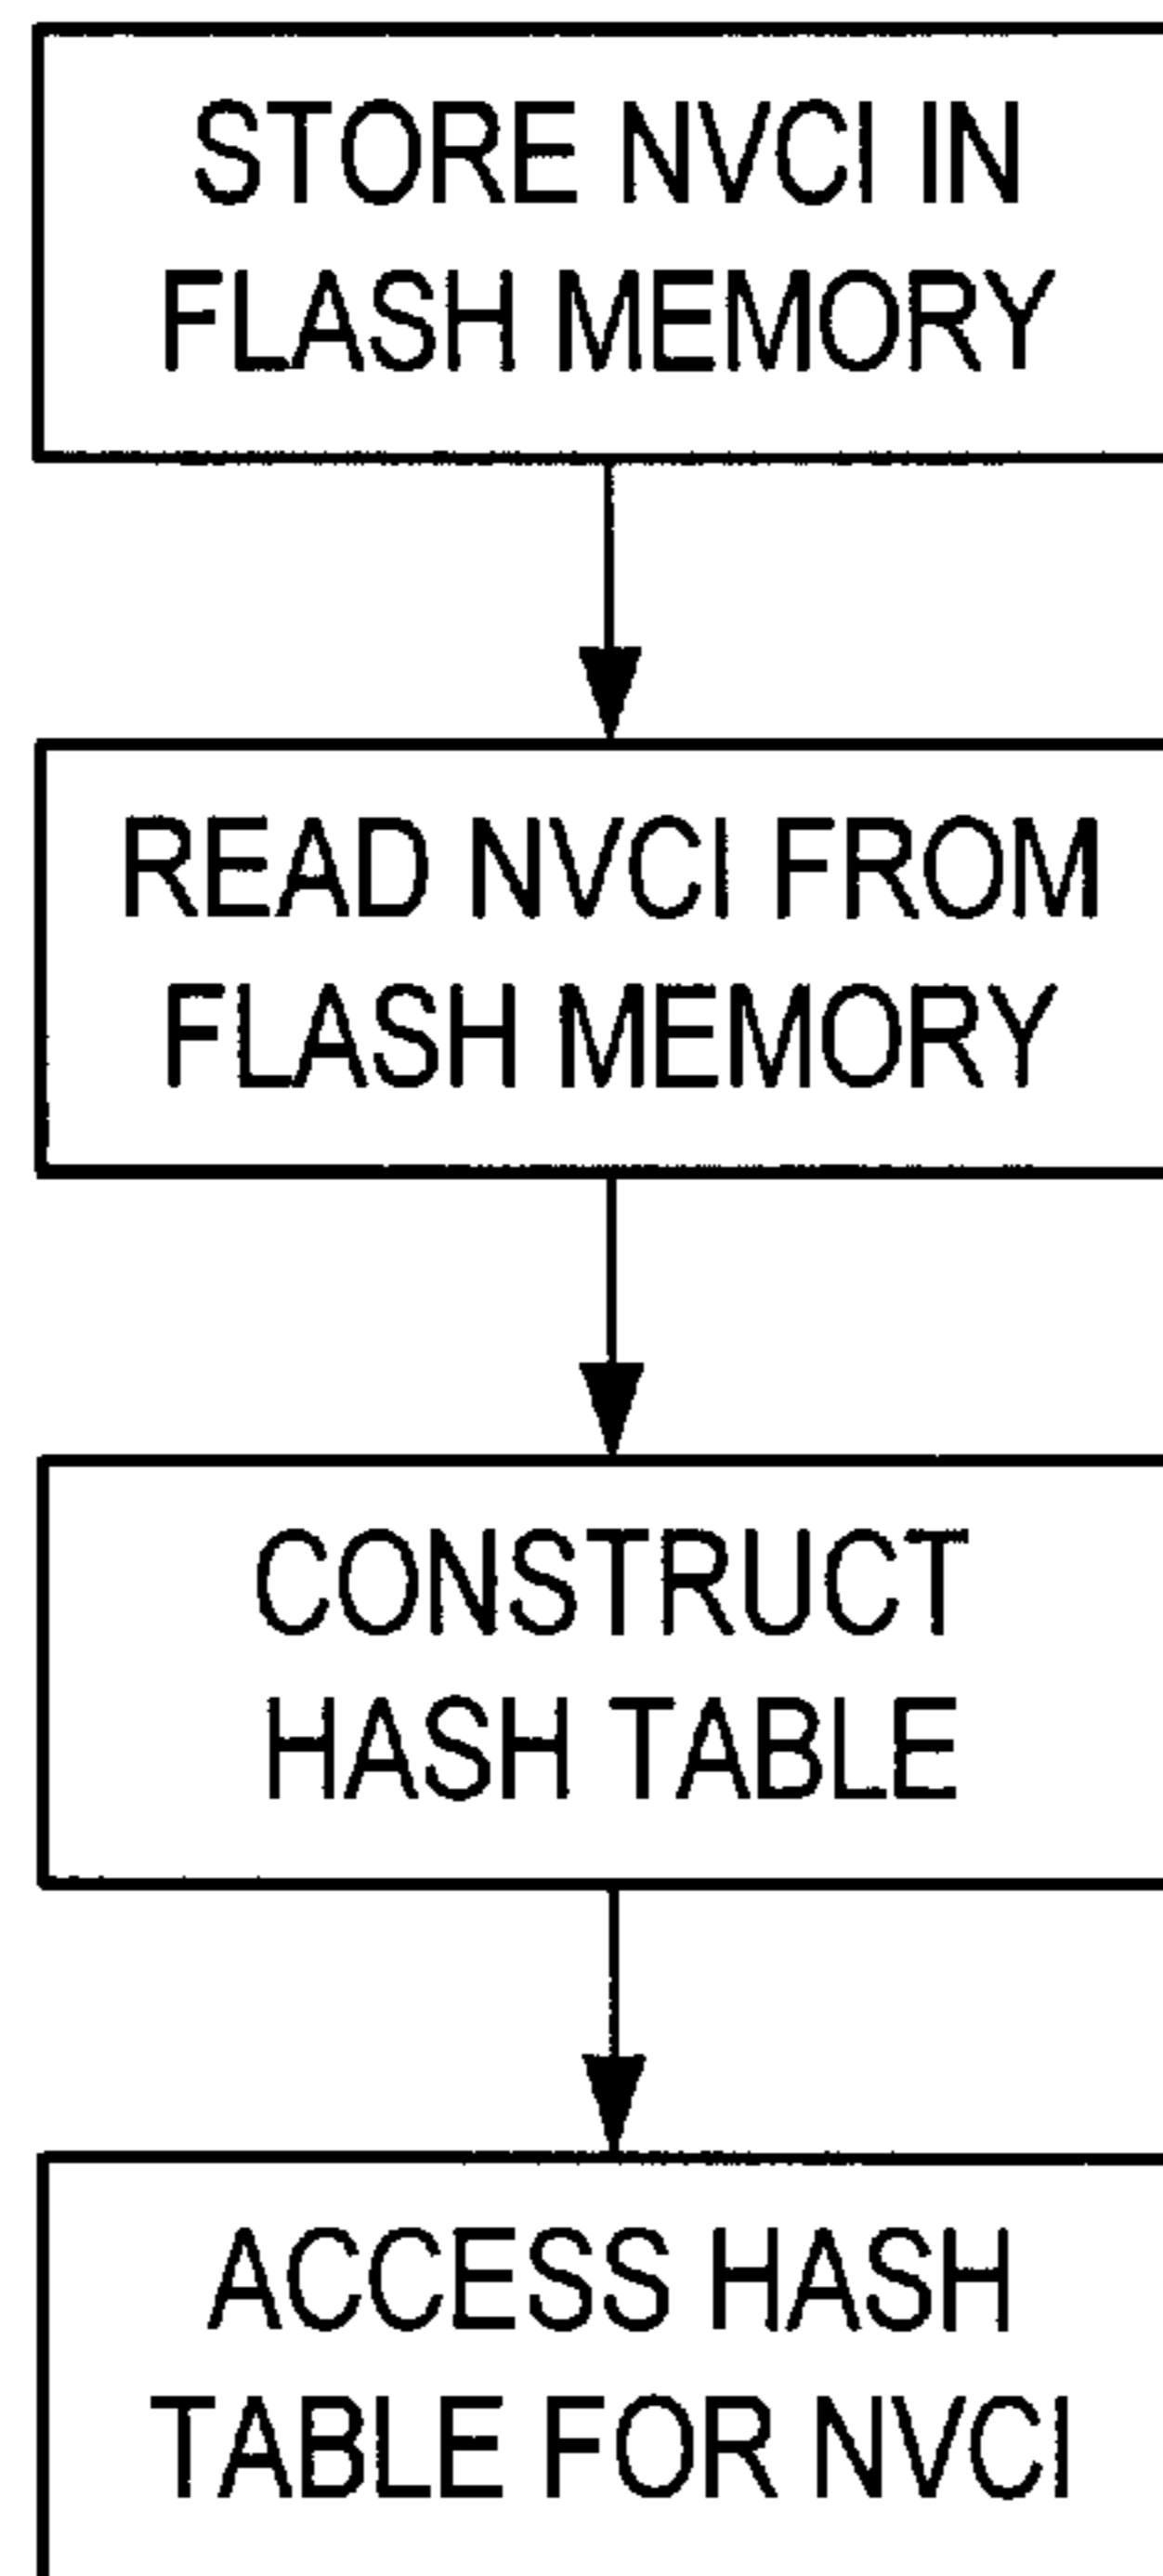 STORE NVCI IN
FLASH MEMORY
READ NVCI FROM
FLASH MEMORY
CONSTRUCT
HASH TABLE
ACCESS HASH
TABLE FOR NVCI